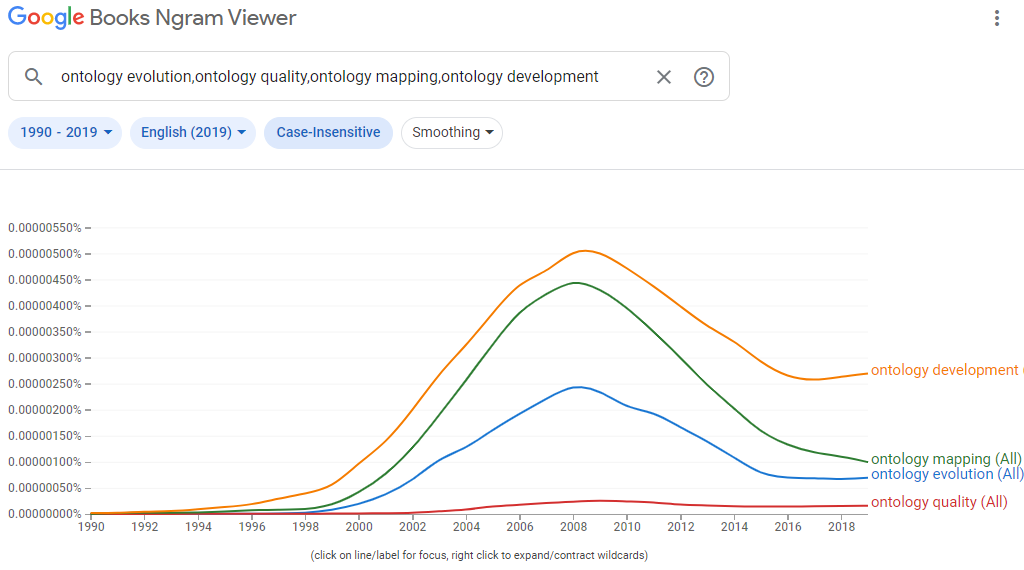 Google Books Ngram Viewer
ontology evolution,ontology quality,ontology mapping,ontology development
1990 - 2019
English (2019)
Case-Insensitive
Smoothing
0.00000550%
0.00000500%
0.00000450%
0.00000400%
0.00000350%
0.00000300%
0.00000250%
0.00000200%
0.00000150%
0.00000100%
0.00000050%
0.00000000%
ontology development (
ontology mapping (All)
ontology evolution (All)
ontology quality (All)
1990 1992 1994 1996 1998 2000 2002 2004 2006 2008 2010 2012 2014 2016 2018
(click on line/label for focus, right click to expand/contract wildcards)